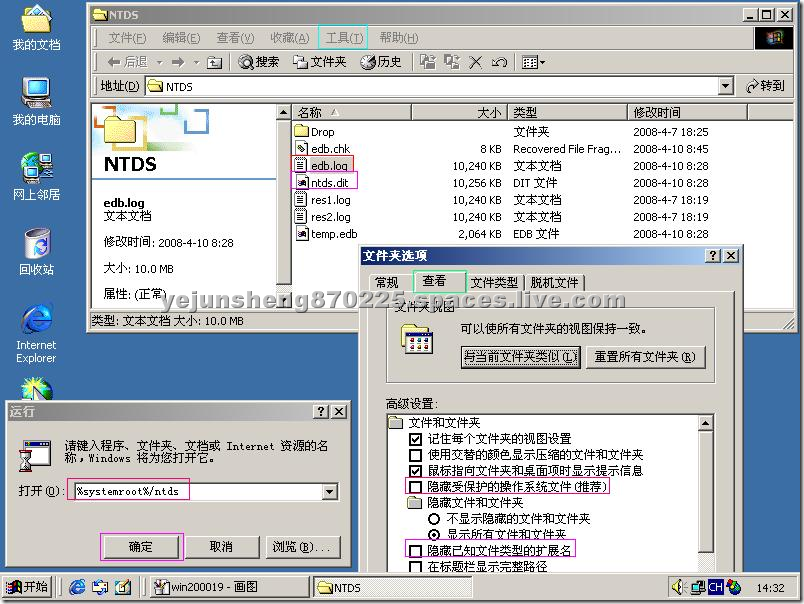 我的文档
我的电脑
网上邻居
回收站
Internet
Explorer
NTDS
文件(F) 编辑(E) 查看(V) 收藏(A) 工具(T) 帮助(H)
后退 搜索 文件夹 历史
地址(D) NTDS 转到
NTDS
edb.log
文本文档
修改时间: 2008-4-10 8:28
大小: 10.0 MB
属性: (正常)
名称 大小 类型 修改时间
Drop 文件夹 2008-4-7 18:25
edb.chk 8 KB Recovered File Frag... 2008-4-10 8:45
edb.log 10,240 KB 文本文档 2008-4-10 8:28
ntds.dit 10,256 KB DIT 文件 2008-4-10 8:28
res1.log 10,240 KB 文本文档 2008-4-7 18:19
res2.log 10,240 KB 文本文档 2008-4-7 18:19
temp.edb 2,064 KB EDB 文件 2008-4-10 8:28
类型: 文本文档 大小: 10.0 MB
yejunsheng870225.spaces.live.com
文件夹选项
常规 查看 文件类型 脱机文件
文件夹视图
可以使所有文件夹的视图保持一致。
与当前文件夹类似(L) 重置所有文件夹(R)
高级设置:
文件和文件夹
记住每个文件夹的视图设置
使用交替的颜色显示压缩的文件和文件夹
鼠标指向文件夹和桌面项时显示提示信息
隐藏受保护的操作系统文件(推荐)
隐藏文件和文件夹
不显示隐藏的文件和文件夹
显示所有文件和文件夹
隐藏已知文件类型的扩展名
在标题栏显示完整路径
运行
请键入程序、文件夹、文档或 Internet 资源的名
称,Windows 将为您打开它。
打开(O): %systemroot%/ntds
确定 取消 浏览(B)...
开始 win200019 - 画图 NTDS CH 14:32